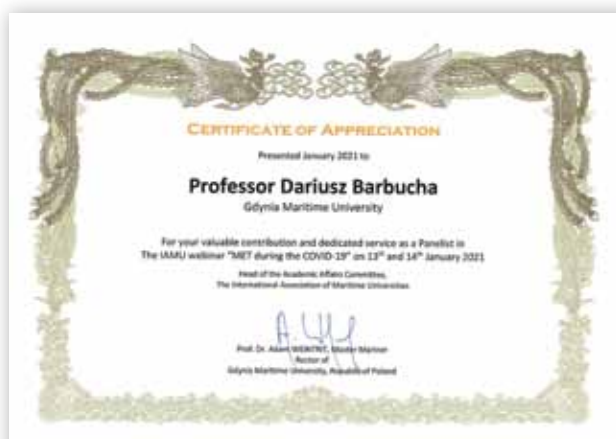 CERTIFICATE OF APPRECIATION
Presented January 2021 to
Professor Dariusz Barbucha
Gdynia Maritime University
For your valuable contribution and dedicated service as a Panelist in
The IAMU webinar "MET during the COVID-19" on 13th and 14th January 2021
Head of the Academic Affairs Committee,
The International Association of Maritime Universities
Prof. Dr. Adam WEINTRIT, Master Mariner
Rector of
Gdynia Maritime University, Republic of Poland